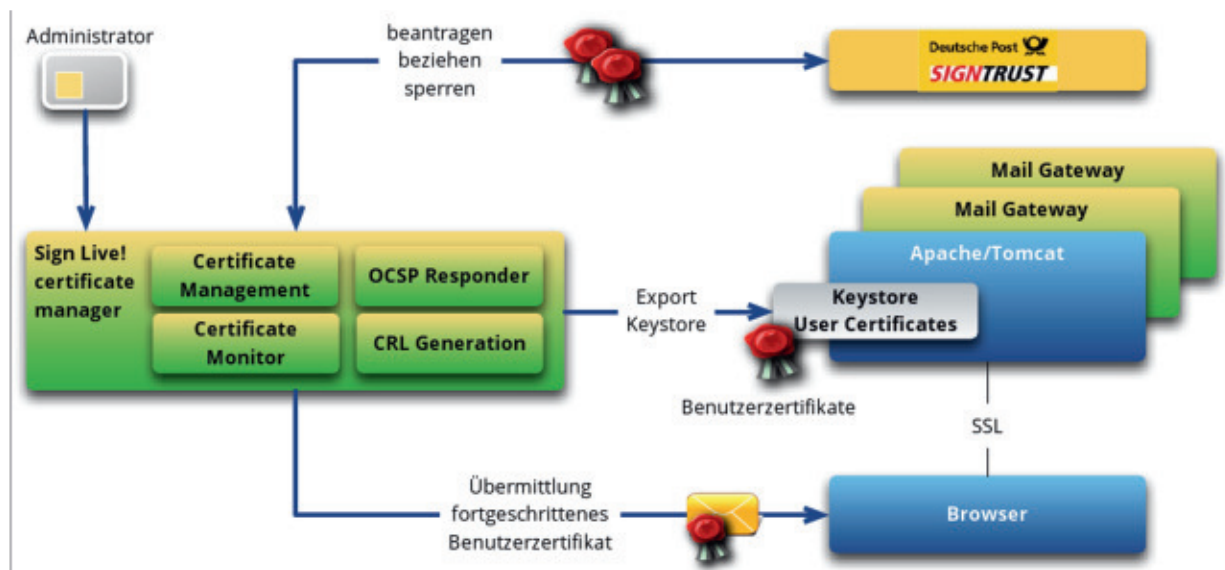 Administrator
beantragen
beziehen
sperren
Deutsche Post
SIGNTRUST
Mail Gateway
Mail Gateway
Apache/Tomcat
Sign Live!
certificate
manager
Certificate
Management
OCSP Responder
Certificate
Monitor
CRL Generation
Export
Keystore
Keystore
User Certificates
Benutzerzertifikate
SSL
Übermittlung
fortgeschrittenes
Benutzerzertifikat
Browser